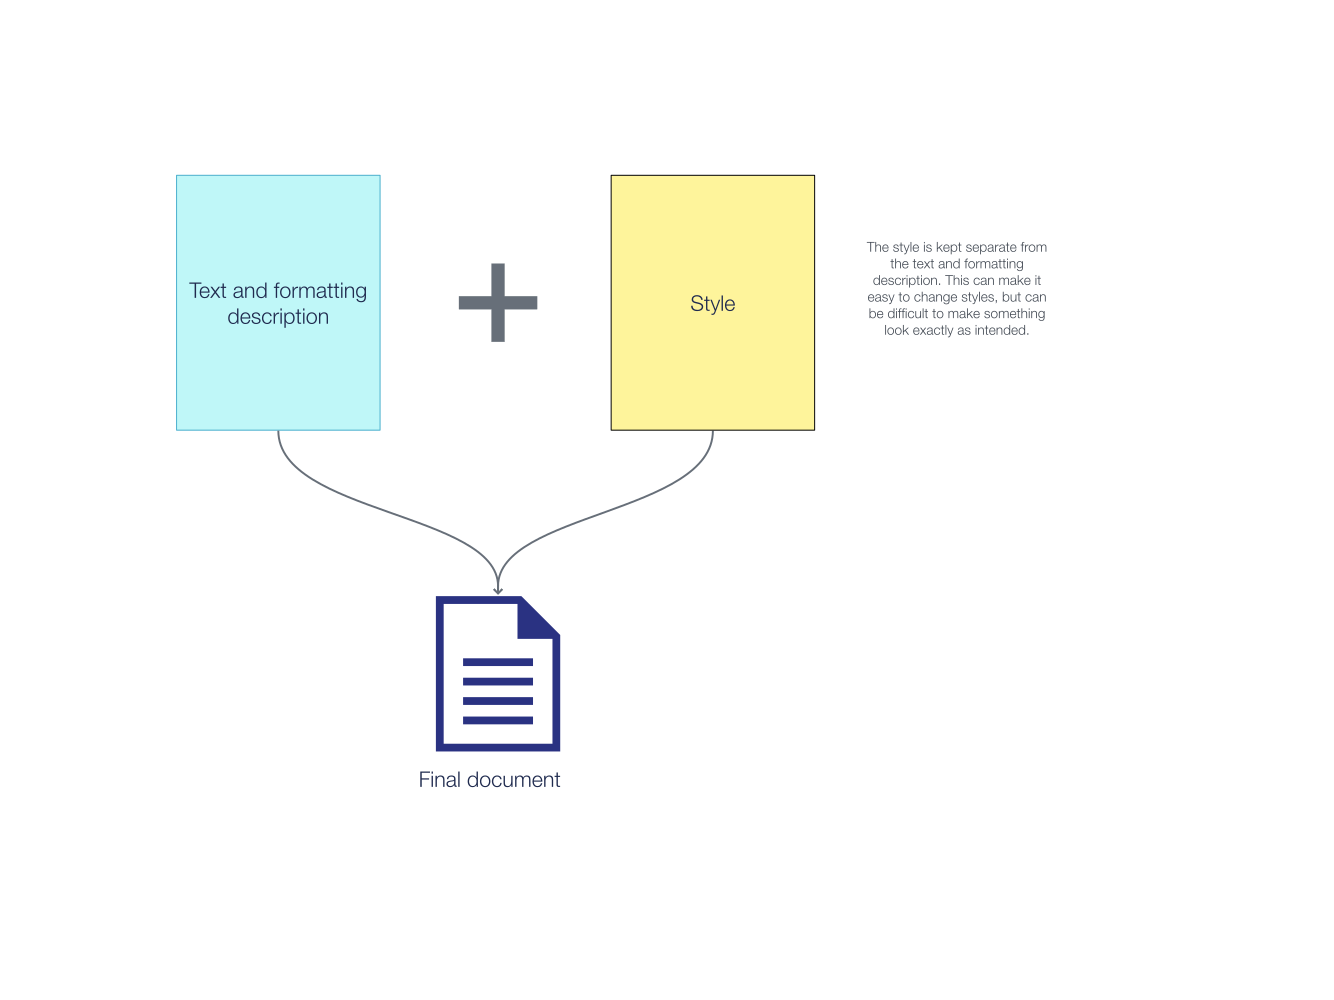 Text and formatting
description
Style
The style is kept separate from
the text and formatting
description. This can make it
easy to change styles, but can
be difficult to make something
look exactly as intended.
Final document